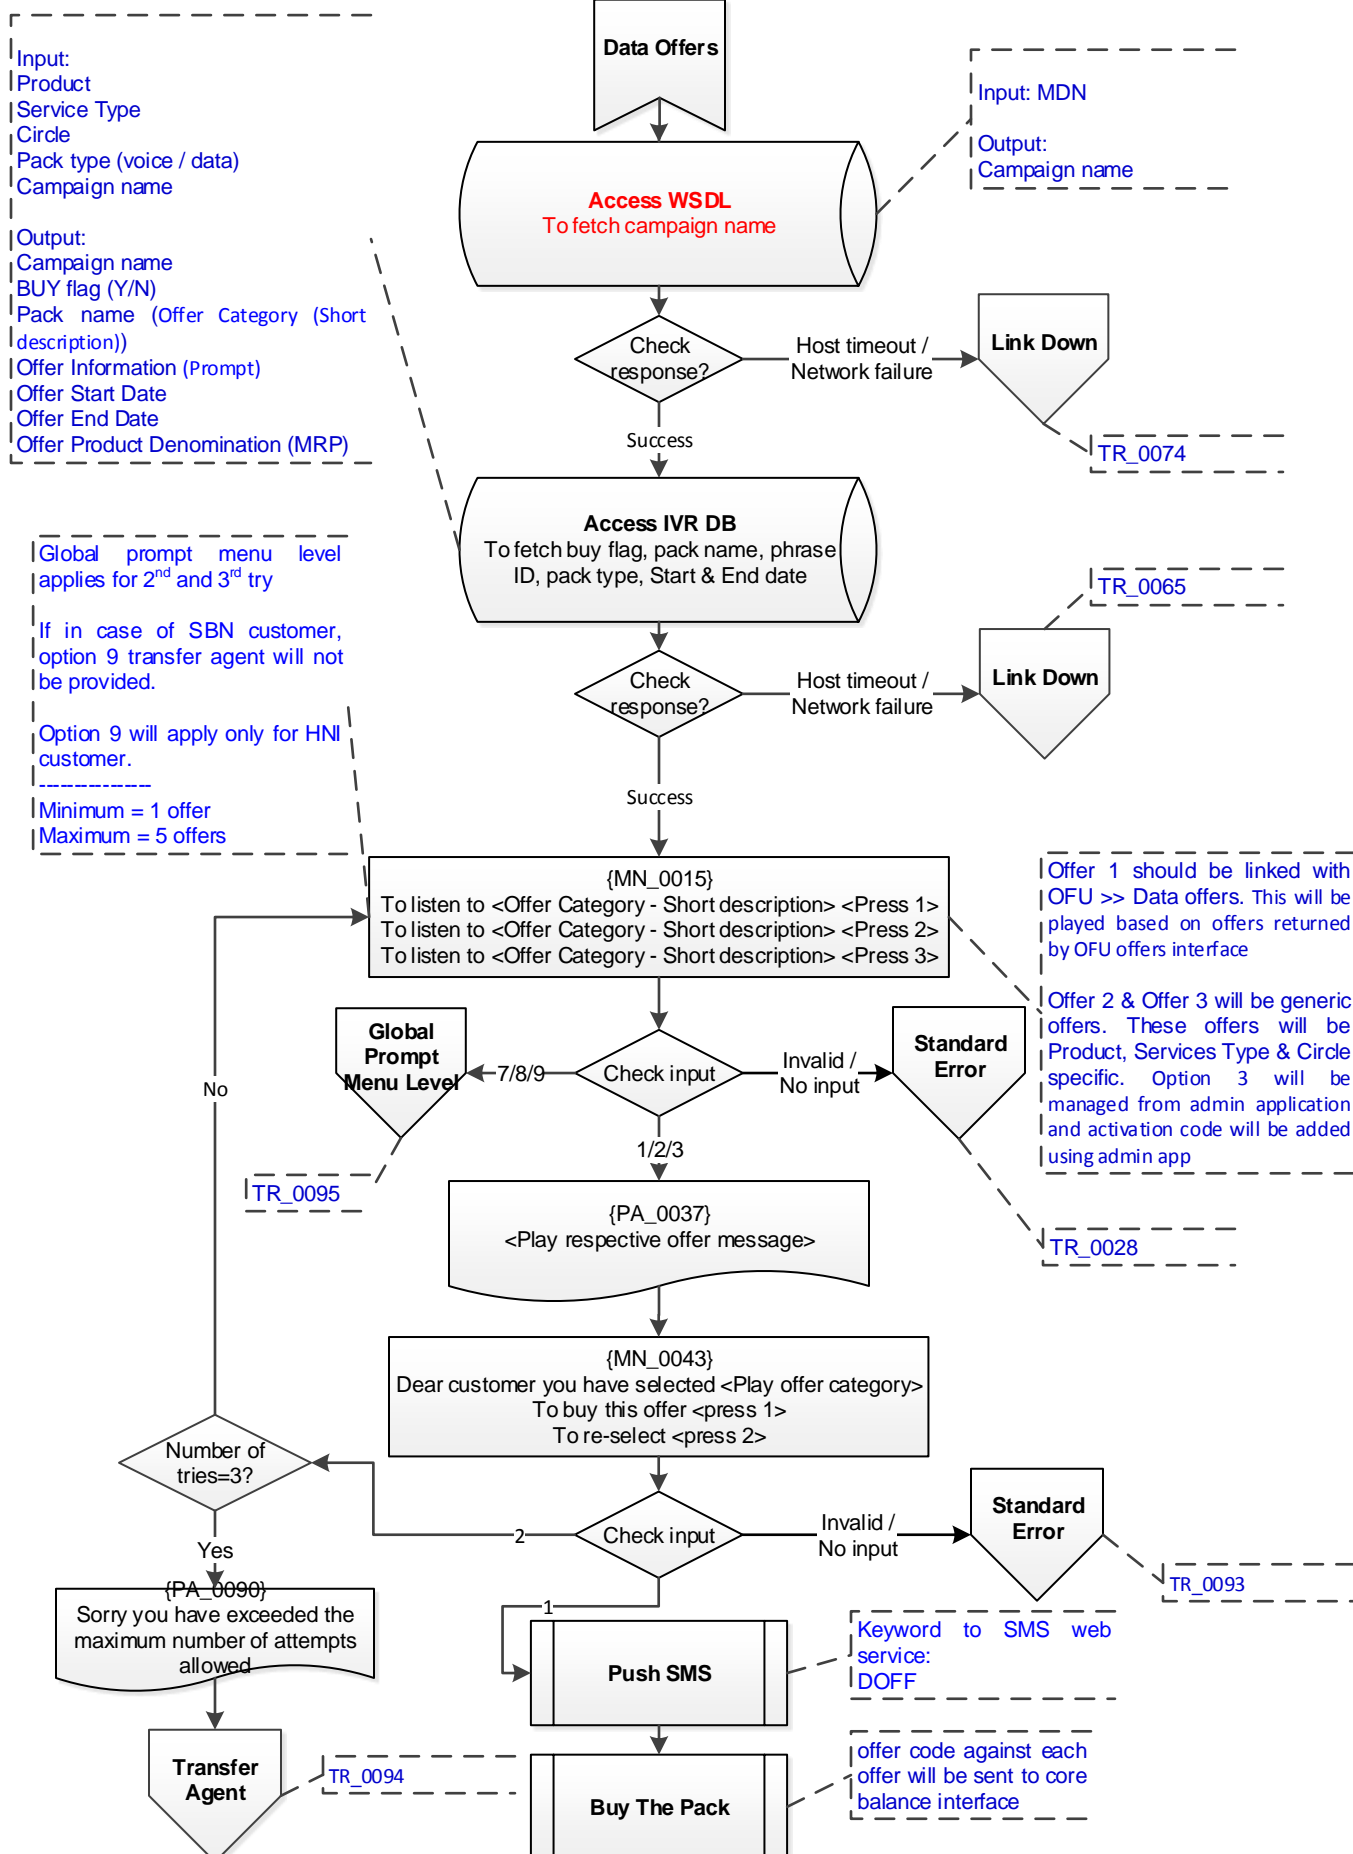 Data Offers
Input:
Product
Service Type
Circle
Pack type (voice / data)
Campaign name
Output:
Campaign name
BUY flag (Y/N)
Pack name (Offer Category (Short
description))
Offer Information (Prompt)
Offer Start Date
Offer End Date
Offer Product Denomination (MRP)
Input: MDN
Output:
Campaign name
Access WSDL
To fetch campaign name
Check
response?
Host timeout /
Network failure
Link Down
TR_0074
Success
Access IVR DB
To fetch buy flag, pack name, phrase
ID, pack type, Start & End date
Global prompt menu level
applies for 2nd and 3rd try
If in case of SBN customer,
option 9 transfer agent will not
be provided.
Option 9 will apply only for HNI
customer.
----------------
Minimum = 1 offer
Maximum = 5 offers
TR_0065
Check
response?
Host timeout /
Network failure
Link Down
Success
{MN_0015}
To listen to <Offer Category - Short description> <Press 1>
To listen to <Offer Category - Short description> <Press 2>
To listen to <Offer Category - Short description> <Press 3>
Offer 1 should be linked with
OFU >> Data offers. This will be
played based on offers returned
by OFU offers interface
Offer 2 & Offer 3 will be generic
offers. These offers will be
Product, Services Type & Circle
specific. Option 3 will be
managed from admin application
and activation code will be added
using admin app
Global
Prompt
Menu Level
7/8/9
Check input
Invalid /
No input
Standard
Error
No
1/2/3
TR_0095
TR_0028
{PA_0037}
<Play respective offer message>
{MN_0043}
Dear customer you have selected <Play offer category>
To buy this offer <press 1>
To re-select <press 2>
Number of
tries=3?
2
Check input
Invalid /
No input
Standard
Error
TR_0093
Yes
1
{PA_0090}
Sorry you have exceeded the
maximum number of attempts
allowed
Push SMS
Keyword to SMS web
service:
DOFF
Transfer
Agent
TR_0094
Buy The Pack
offer code against each
offer will be sent to core
balance interface